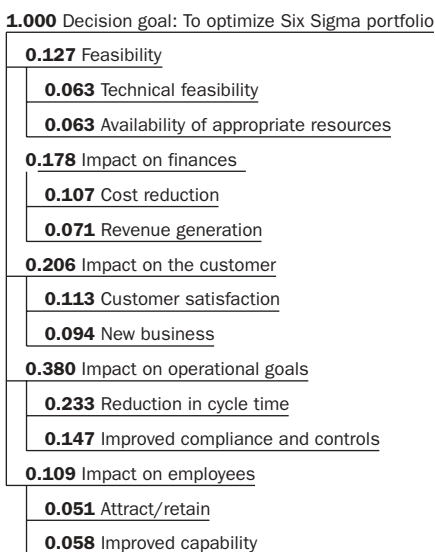 1.000 Decision goal: To optimize Six Sigma portfolio
0.127 Feasibility
0.063 Technical feasibility
0.063 Availability of appropriate resources
0.178 Impact on finances
0.107 Cost reduction
0.071 Revenue generation
0.206 Impact on the customer
0.113 Customer satisfaction
0.094 New business
0.380 Impact on operational goals
0.233 Reduction in cycle time
0.147 Improved compliance and controls
0.109 Impact on employees
0.051 Attract/retain
0.058 Improved capability